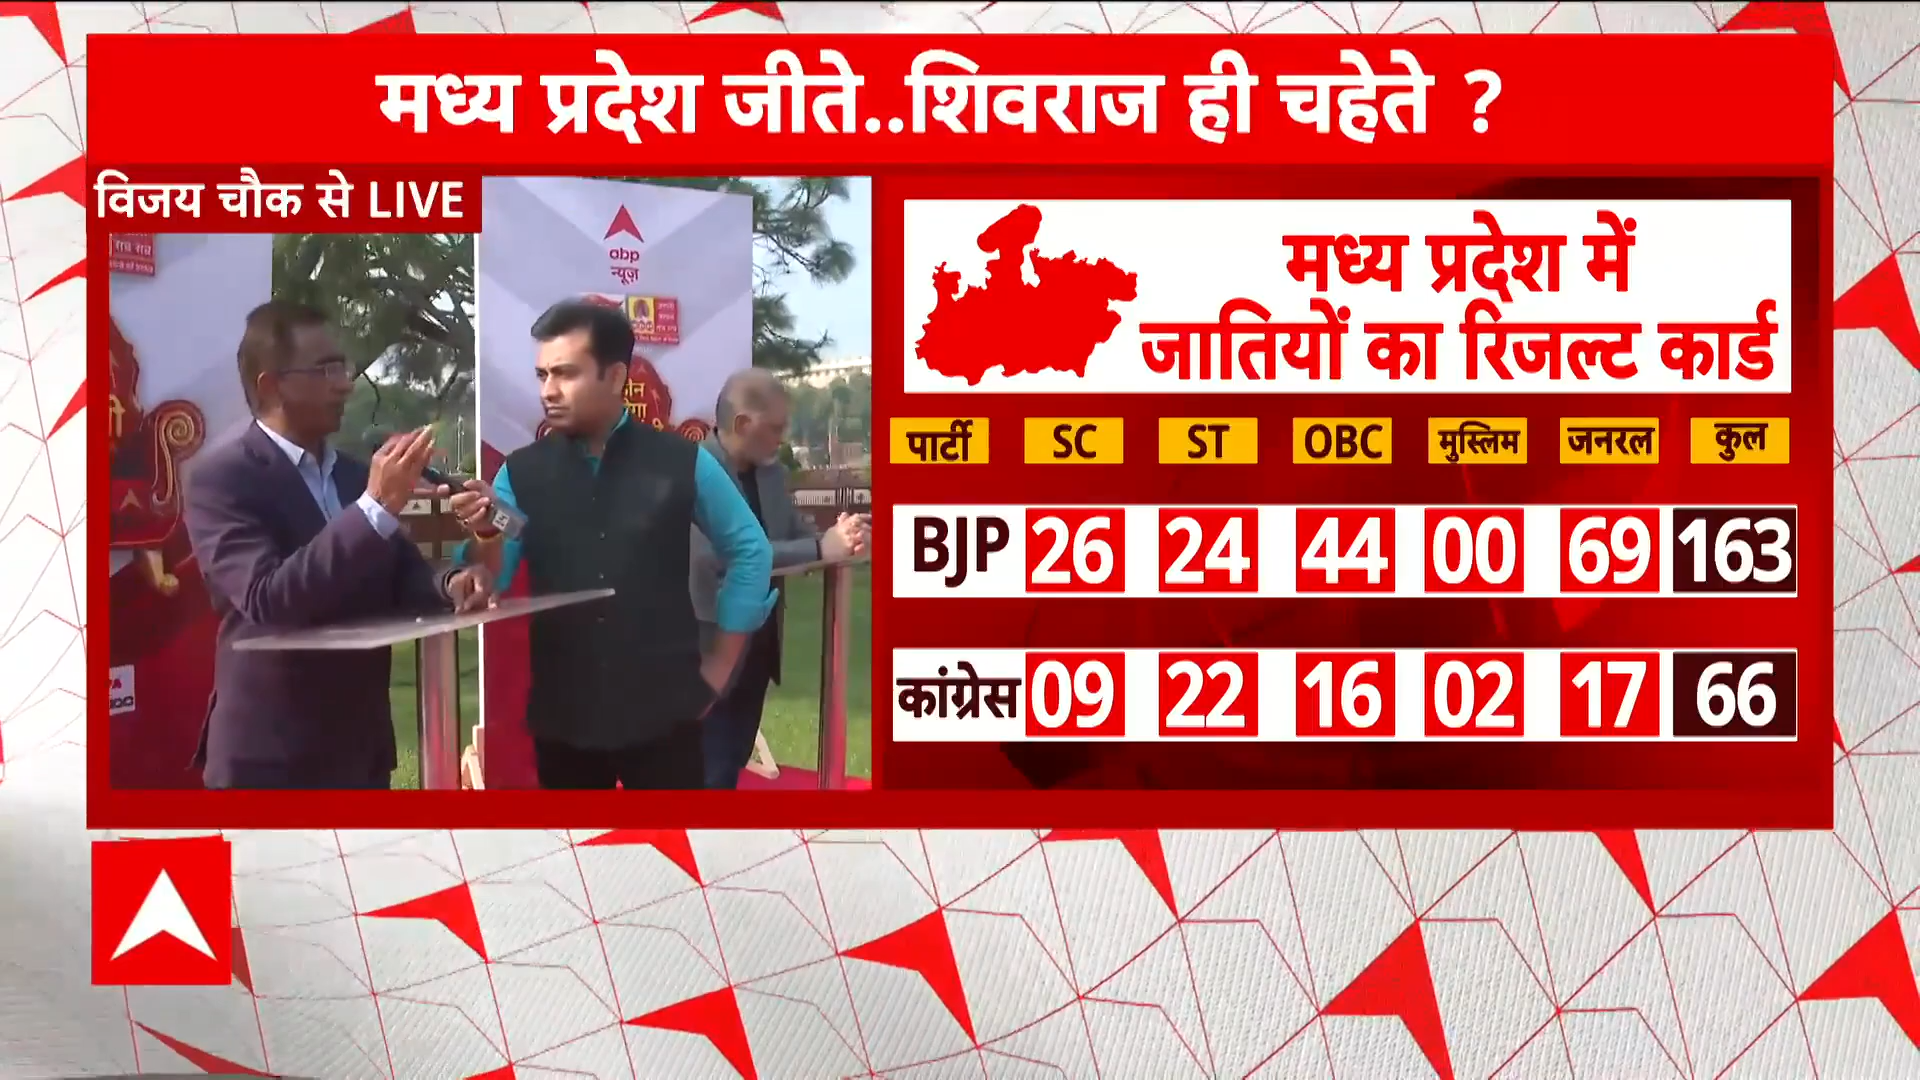 मध्य प्रदेश जीते..शिवराज ही चहेते ?
विजय चौक से LIVE
abp
न्यूज़
मध्य प्रदेश में
जातियों का रिजल्ट कार्ड
पार्टी SC ST OBC मुस्लिम जनरल कुल
BJP 26 24 44 00 69 163
कांग्रेस 09 22 16 02 17 66